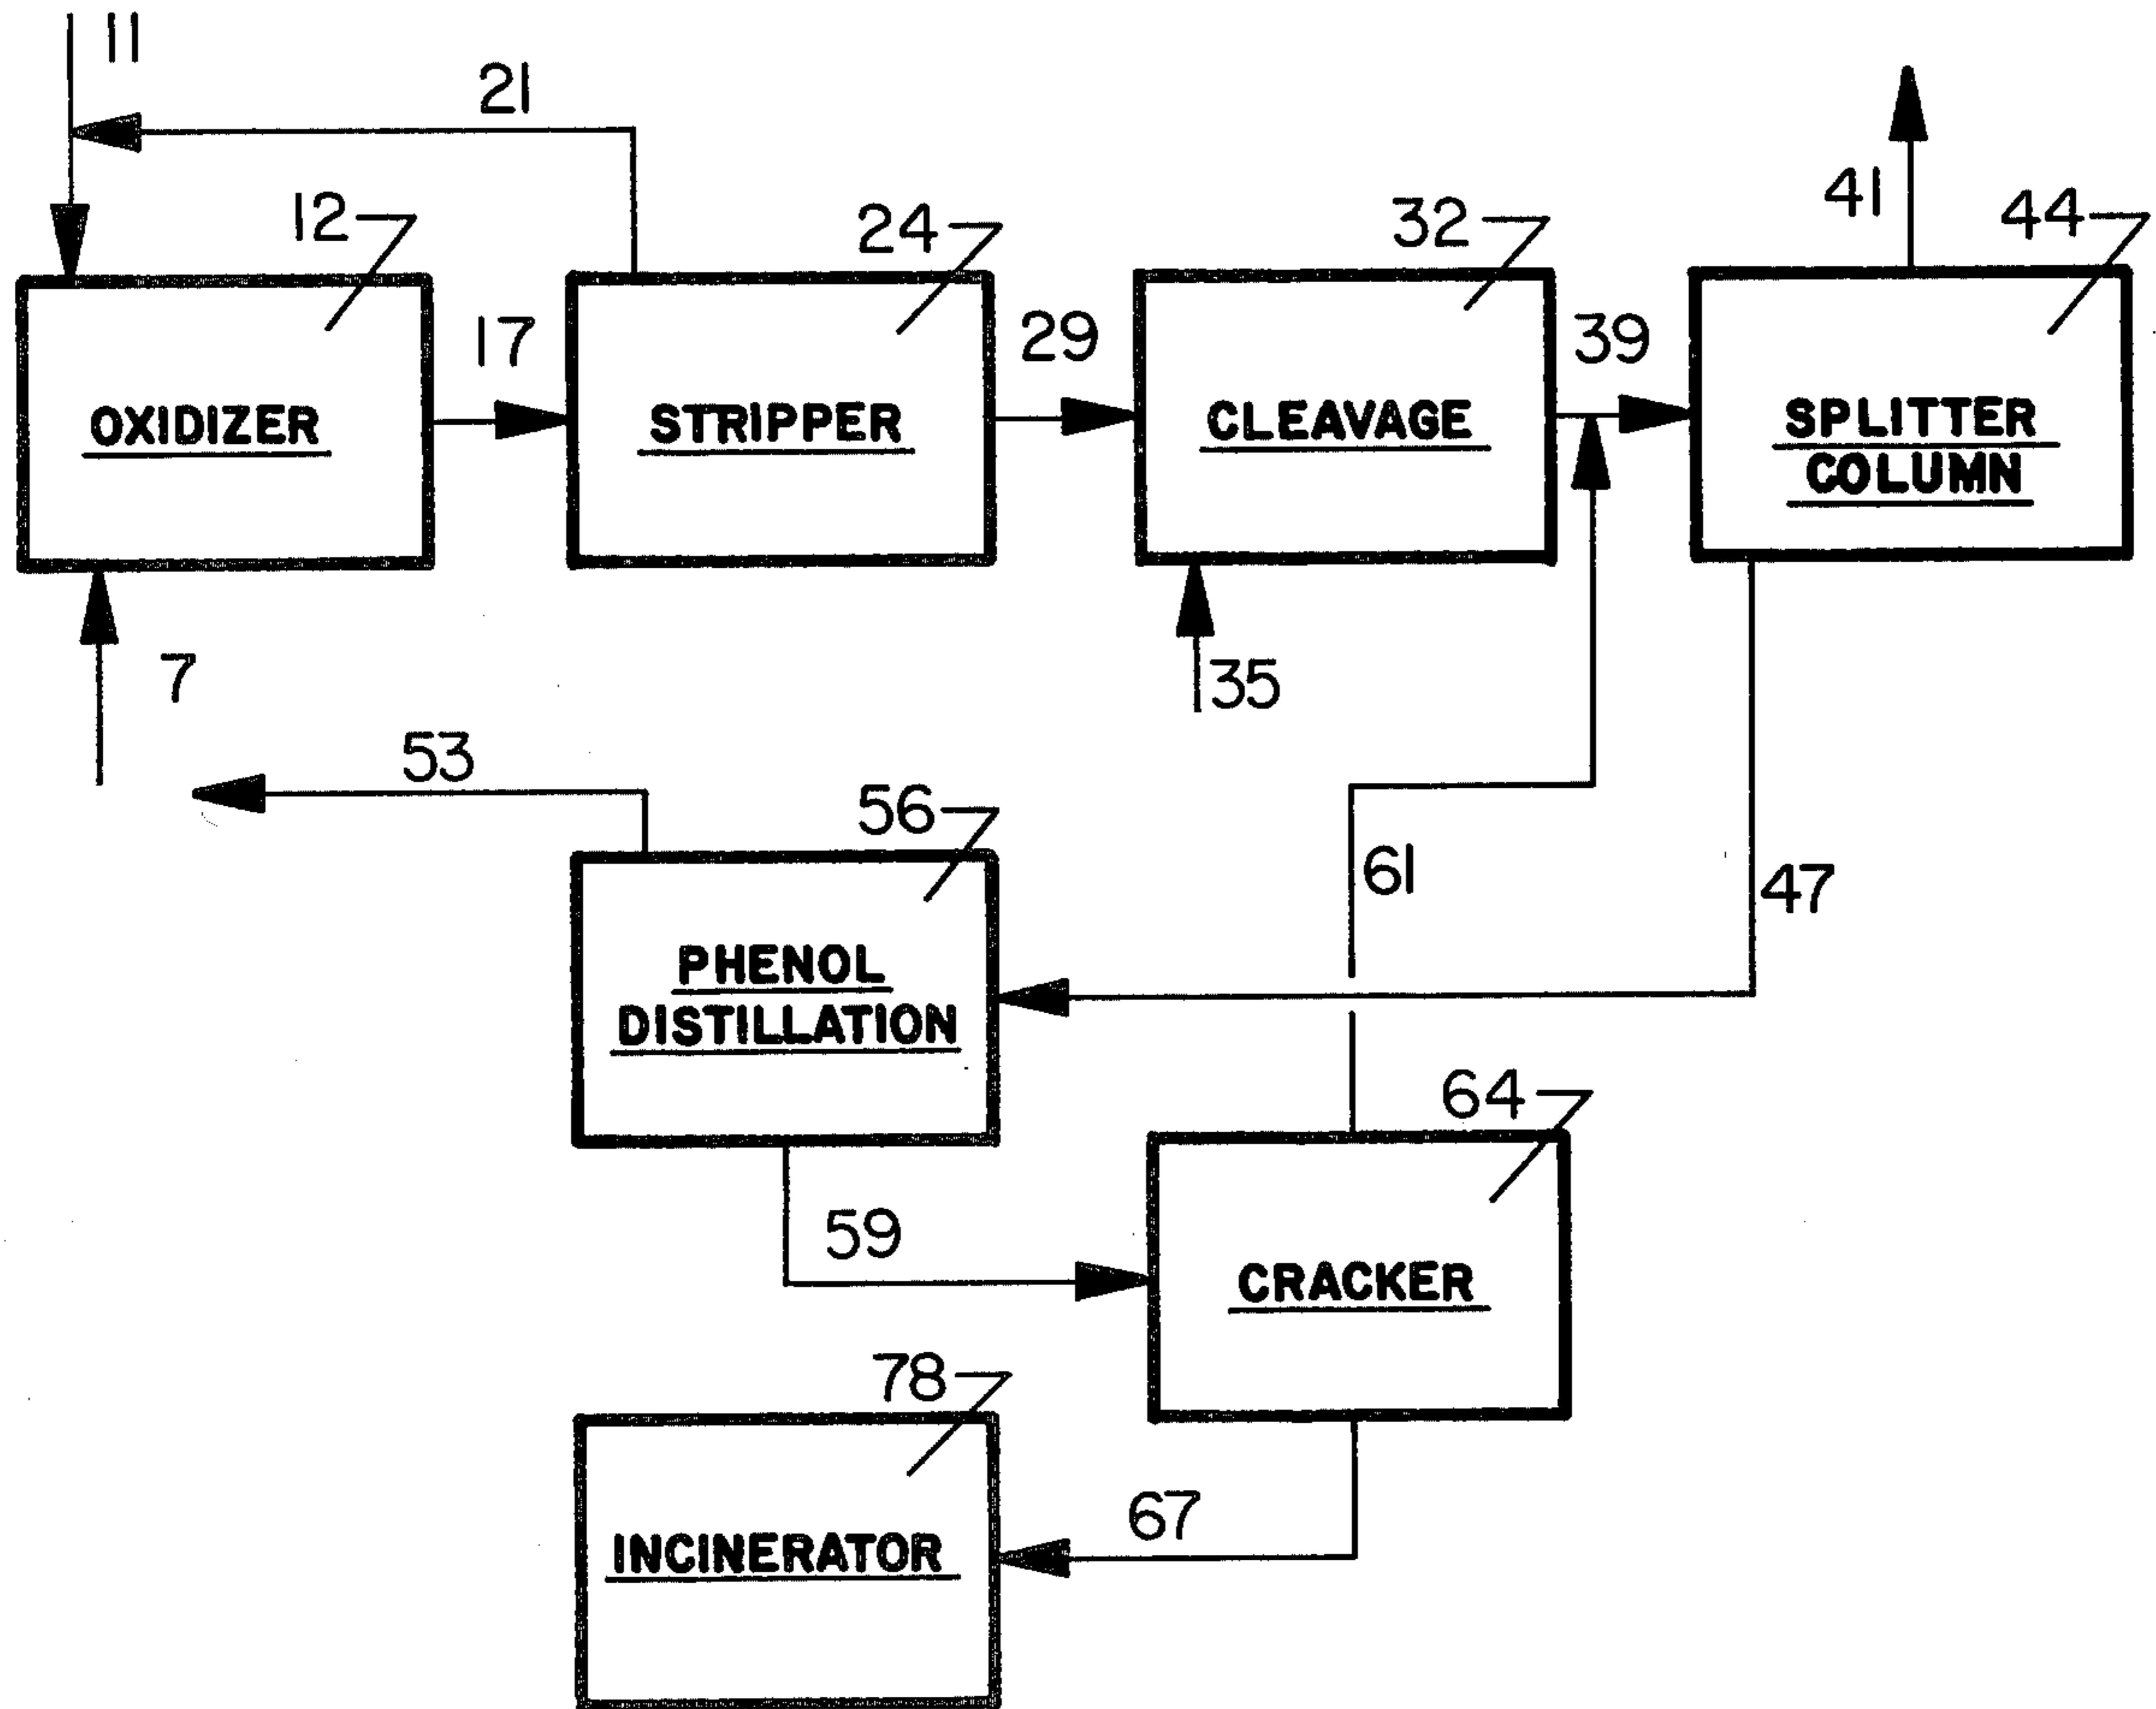 11
21
12
24
32
41
44
17
29
39
OXIDIZER
STRIPPER
CLEAVAGE
SPLITTER
COLUMN
7
35
53
56
61
47
PHENOL
DISTILLATION
64
59
CRACKER
78
67
INCINERATOR